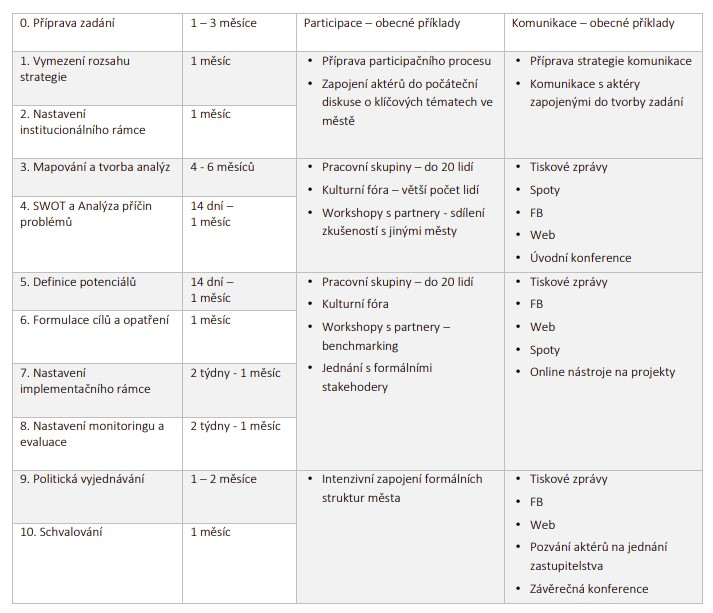 0. Příprava zadání
1 – 3 měsíce
Participace – obecné příklady
Komunikace – obecné příklady
1. Vymezení rozsahu
strategie
1 měsíc
• Příprava participačního procesu
• Zapojení aktérů do počáteční
diskuse o klíčových tématech ve
městě
• Příprava strategie komunikace
• Komunikace s aktéry
zapojenými do tvorby zadání
2. Nastavení
institucionálního rámce
1 měsíc
3. Mapování a tvorba analýz
4 - 6 měsíců
• Pracovní skupiny – do 20 lidí
• Kulturní fóra – větší počet lidí
• Workshopy s partnery - sdílení
zkušeností s jinými městy
• Tiskové zprávy
• Spoty
• FB
• Web
• Úvodní konference
4. SWOT a Analýza příčin
problémů
14 dní –
1 měsíc
5. Definice potenciálů
14 dní –
1 měsíc
• Pracovní skupiny – do 20 lidí
• Kulturní fóra
• Workshopy s partnery –
benchmarking
• Jednání s formálními
stakehodery
• Tiskové zprávy
• FB
• Web
• Spoty
• Online nástroje na projekty
6. Formulace cílů a opatření
1 měsíc
7. Nastavení
implementačního rámce
2 týdny - 1 měsíc
8. Nastavení monitoringu a
evaluace
2 týdny - 1 měsíc
9. Politická vyjednávání
1 – 2 měsíce
• Intenzivní zapojení formálních
struktur města
• Tiskové zprávy
• FB
• Web
• Pozvání aktérů na jednání
zastupitelstva
• Závěrečná konference
10. Schvalování
1 měsíc